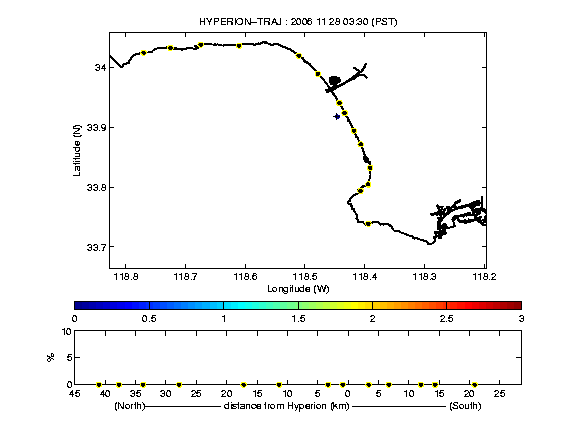 HYPERION-TRAJ : 2006 11 28 03:30 (PST)
34
33.9
33.8
33.7
Latitude (N)
118.8 118.7 118.6 118.5 118.4 118.3 118.2
Longitude (W)
0 0.5 1 1.5 2 2.5 3
10
5
0
%
45 40 35 30 25 20 15 10 5 0 5 10 15 20 25
(North) distance from Hyperion (km) (South)